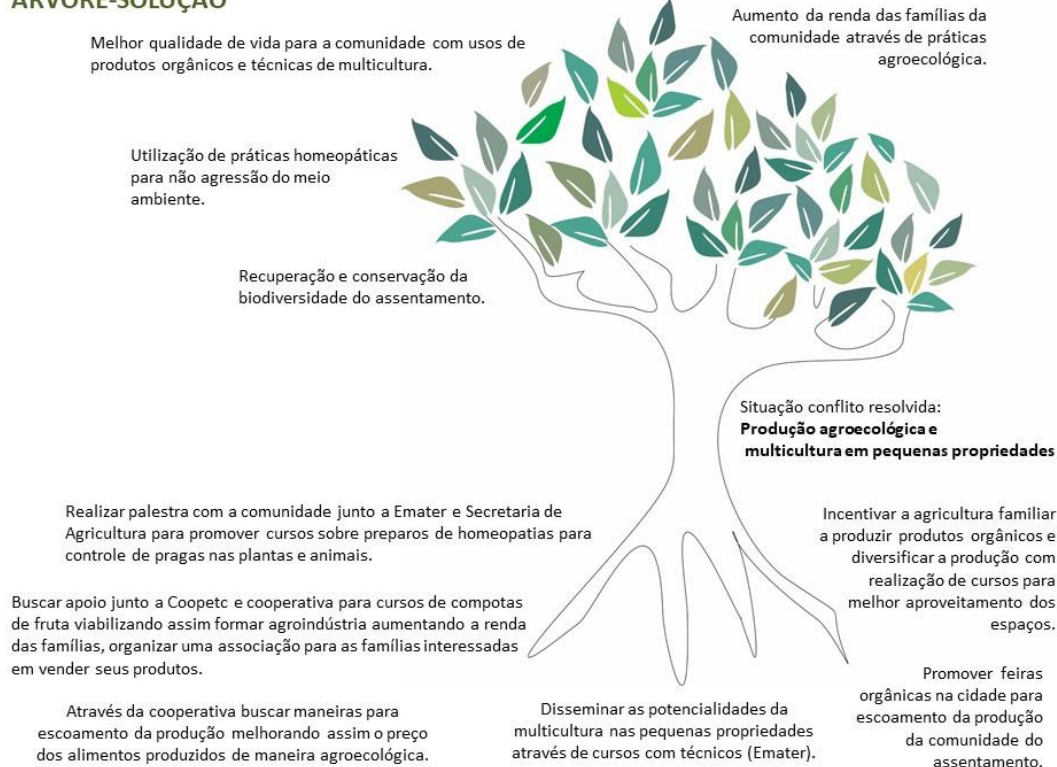 ÁRVORE-SOLUÇÃO
Melhor qualidade de vida para a comunidade com usos de
produtos orgânicos e técnicas de multicultura.
Aumento da renda das famílias da
comunidade através de práticas
agroecológica.
Utilização de práticas homeopáticas
para não agressão do meio
ambiente.
Recuperação e conservação da
biodiversidade do assentamento.
Situação conflito resolvida:
Produção agroecológica e
multicultura em pequenas propriedades
Realizar palestra com a comunidade junto a Emater e Secretaria de
Agricultura para promover cursos sobre preparos de homeopatias para
controle de pragas nas plantas e animais.
Incentivar a agricultura familiar
a produzir produtos orgânicos e
diversificar a produção com
realização de cursos para
melhor aproveitamento dos
espaços.
Buscar apoio junto a Coopetc e cooperativa para cursos de compotas
de fruta viabilizando assim formar agroindústria aumentando a renda
das famílias, organizar uma associação para as famílias interessadas
em vender seus produtos.
Através da cooperativa buscar maneiras para
escoamento da produção melhorando assim o preço
dos alimentos produzidos de maneira agroecológica.
Disseminar as potencialidades da
multicultura nas pequenas propriedades
através de cursos com técnicos (Emater).
Promover feiras
orgânicas na cidade para
escoamento da produção
da comunidade do
assentamento.